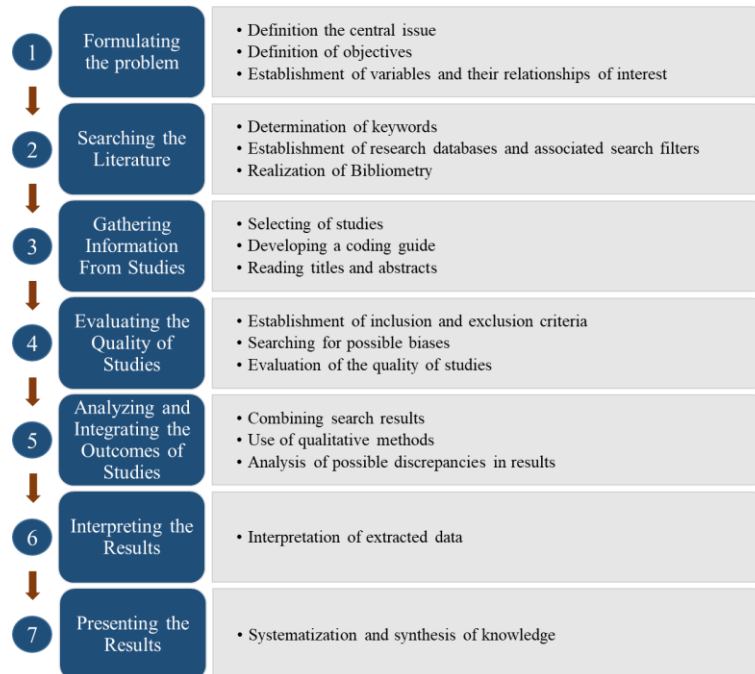 1
Formulating
the problem
• Definition the central issue
• Definition of objectives
• Establishment of variables and their relationships of interest
2
Searching the
Literature
• Determination of keywords
• Establishment of research databases and associated search filters
• Realization of Bibliometry
3
Gathering
Information
From Studies
• Selecting of studies
• Developing a coding guide
• Reading titles and abstracts
4
Evaluating the
Quality of
Studies
• Establishment of inclusion and exclusion criteria
• Searching for possible biases
• Evaluation of the quality of studies
5
Analyzing and
Integrating the
Outcomes of
Studies
• Combining search results
• Use of qualitative methods
• Analysis of possible discrepancies in results
6
Interpreting the
Results
• Interpretation of extracted data
7
Presenting the
Results
• Systematization and synthesis of knowledge